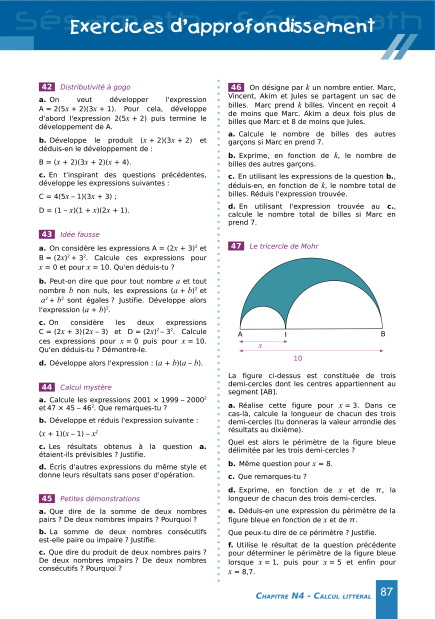 Sésamath Sésamath
Exercices d'approfondissement
42 Distributivité à gogo
a. On veut développer l'expression
A = 2(5x + 2)(3x + 1). Pour cela, développe
d'abord l'expression 2(5x + 2) puis termine le
développement de A.
b. Développe le produit (x + 2)(3x + 2) et
déduis-en le développement de :
B = (x + 2)(3x + 2)(x + 4).
c. En t'inspirant des questions précédentes,
développe les expressions suivantes :
C = 4(5x – 1)(3x + 3) ;
D = (1 – x)(1 + x)(2x + 1).
43 Idée fausse
a. On considère les expressions A = (2x + 3)² et
B = (2x)² + 3². Calcule ces expressions pour
x = 0 et pour x = 10. Qu'en déduis-tu ?
b. Peut-on dire que pour tout nombre a et tout
nombre b non nuls, les expressions (a + b)² et
a² + b² sont égales ? Justifie. Développe alors
l'expression (a + b)².
c. On considère les deux expressions
C = (2x + 3)(2x – 3) et D = (2x)² – 3². Calcule
ces expressions pour x = 0 puis pour x = 10.
Qu'en déduis-tu ? Démontre-le.
d. Développe alors l'expression : (a + b)(a – b).
44 Calcul mystère
a. Calcule les expressions 2001 × 1999 – 2000²
et 47 × 45 – 46². Que remarques-tu ?
b. Développe et réduis l'expression suivante :
(x + 1)(x – 1) – x²
c. Les résultats obtenus à la question a.
étaient-ils prévisibles ? Justifie.
d. Écris d'autres expressions du même style et
donne leurs résultats sans poser d'opération.
45 Petites démonstrations
a. Que dire de la somme de deux nombres
pairs ? De deux nombres impairs ? Pourquoi ?
b. La somme de deux nombres consécutifs
est-elle paire ou impaire ? Justifie.
c. Que dire du produit de deux nombres pairs ?
De deux nombres impairs ? De deux nombres
consécutifs ? Pourquoi ?
46 On désigne par k un nombre entier. Marc,
Vincent, Akim et Jules se partagent un sac de
billes. Marc prend k billes. Vincent en reçoit 4
de moins que Marc. Akim a deux fois plus de
billes que Marc et 8 de moins que Jules.
a. Calcule le nombre de billes des autres
garçons si Marc en prend 7.
b. Exprime, en fonction de k, le nombre de
billes des autres garçons.
c. En utilisant les expressions de la question b.,
déduis-en, en fonction de k, le nombre total de
billes. Réduis l'expression trouvée.
d. En utilisant l'expression trouvée au c.,
calcule le nombre total de billes si Marc en
prend 7.
47 Le tricercle de Mohr
A I B
x
10
La figure ci-dessus est constituée de trois
demi-cercles dont les centres appartiennent au
segment [AB].
a. Réalise cette figure pour x = 3. Dans ce
cas-là, calcule la longueur de chacun des trois
demi-cercles (tu donneras la valeur arrondie des
résultats au dixième).
Quel est alors le périmètre de la figure bleue
délimitée par les trois demi-cercles ?
b. Même question pour x = 8.
c. Que remarques-tu ?
d. Exprime, en fonction de x et de π, la
longueur de chacun des trois demi-cercles.
e. Déduis-en une expression du périmètre de la
figure bleue en fonction de x et de π.
Que peux-tu dire de ce périmètre ? Justifie.
f. Utilise le résultat de la question précédente
pour déterminer le périmètre de la figure bleue
lorsque x = 1, puis pour x = 5 et enfin pour
x = 8,7.
CHAPITRE N4 - CALCUL LITTÉRAL 87